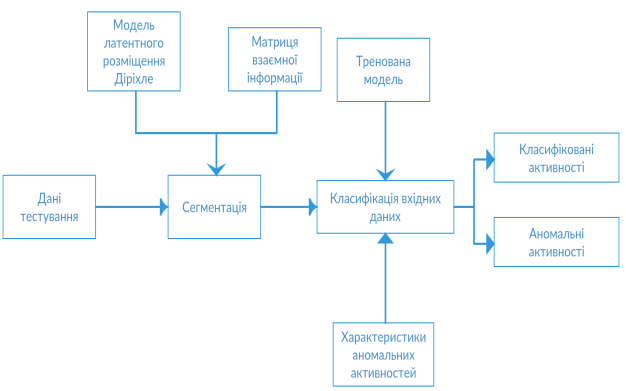 Модель
латентного
розміщення
Діріхле
Матриця
взаємної
інформації
Тренована
модель
Дані
тестування
Сегментація
Класифікація вхідних
даних
Класифіковані
активності
Аномальні
активності
Характеристики
аномальних
активностей